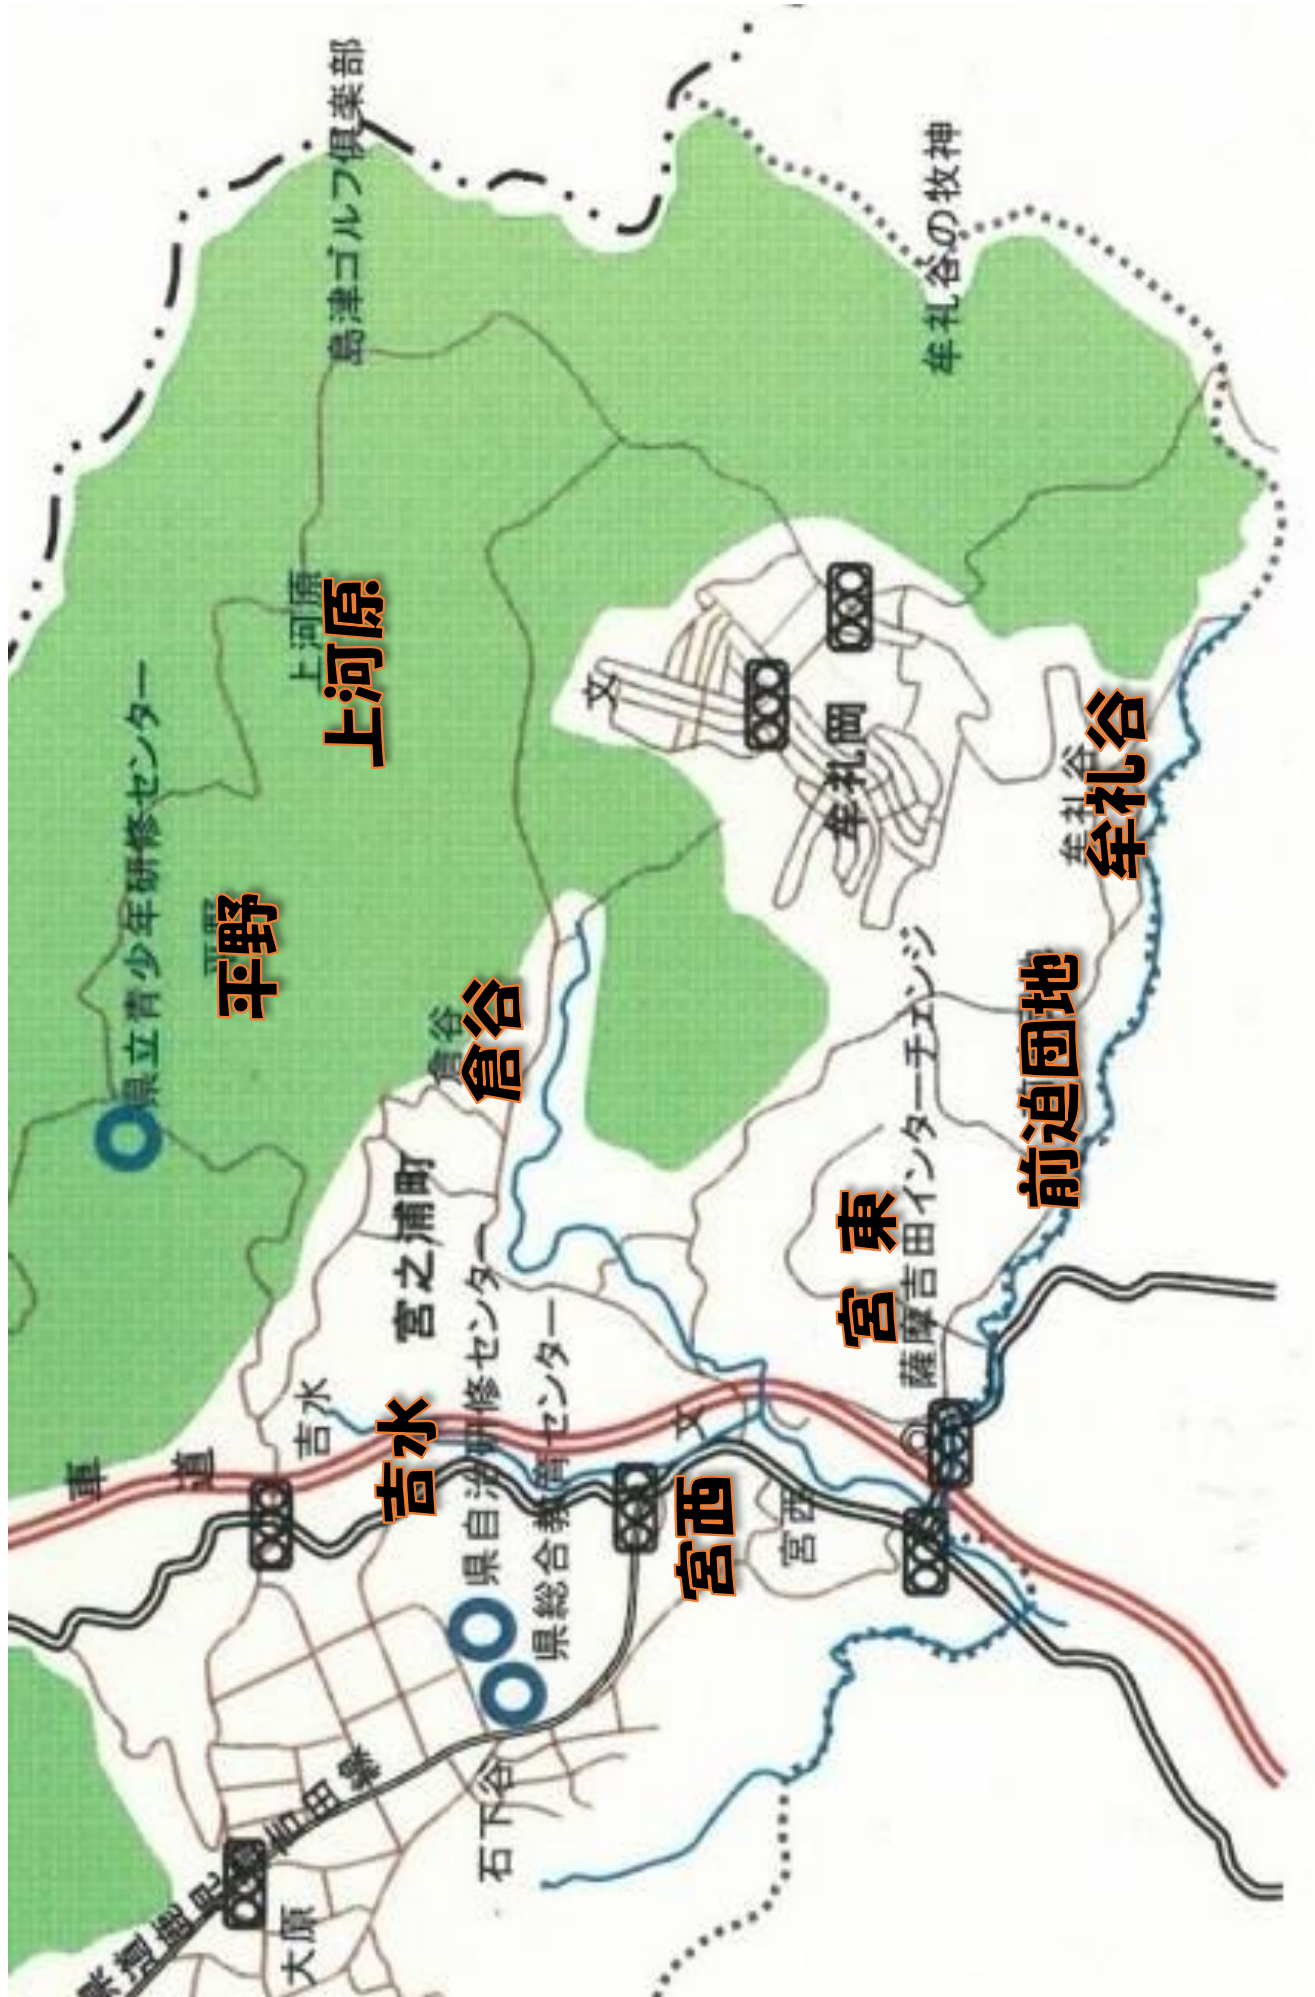 車道
県立青少年研修センター
平野
平野
上河原
上河原
島津ゴルフ倶楽部
県道
吉田線
大原
吉水
吉水
宮之浦町
倉谷
倉谷
県自治研修センター
石下谷
県総合教育センター
文
文
宮西
宮西
牟礼岡
宮 東
薩摩吉田インターチェンジ
牟礼谷の牧神
前迫団地
牟礼谷
牟礼谷